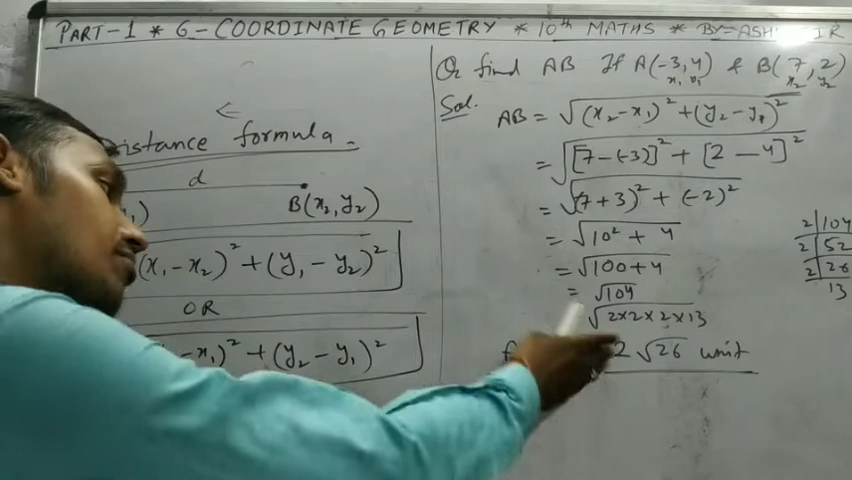 PART-1 * 6-COORDINATE GEOMETRY * 10th MATHS * BY=ASH
Distance formula.
d
B(x₂, y₂)
(x₁ - x₂)² + (y₁ - y₂)²
OR
- x₁)² + (y₂ - y₁)²
Q₂ find AB If A(-3, 4) & B(7, 2)
x₁ y₁ x₂ y₂
Sol.
AB = √(x₂-x₁)² + (y₂-y₁)²
= √[7-(-3)]² + [2-4]²
= √(7+3)² + (-2)²
= √10² + 4
= √100+4
= √104
√2×2×2×13
2√26 unit
2|104
2|52
2|26
13